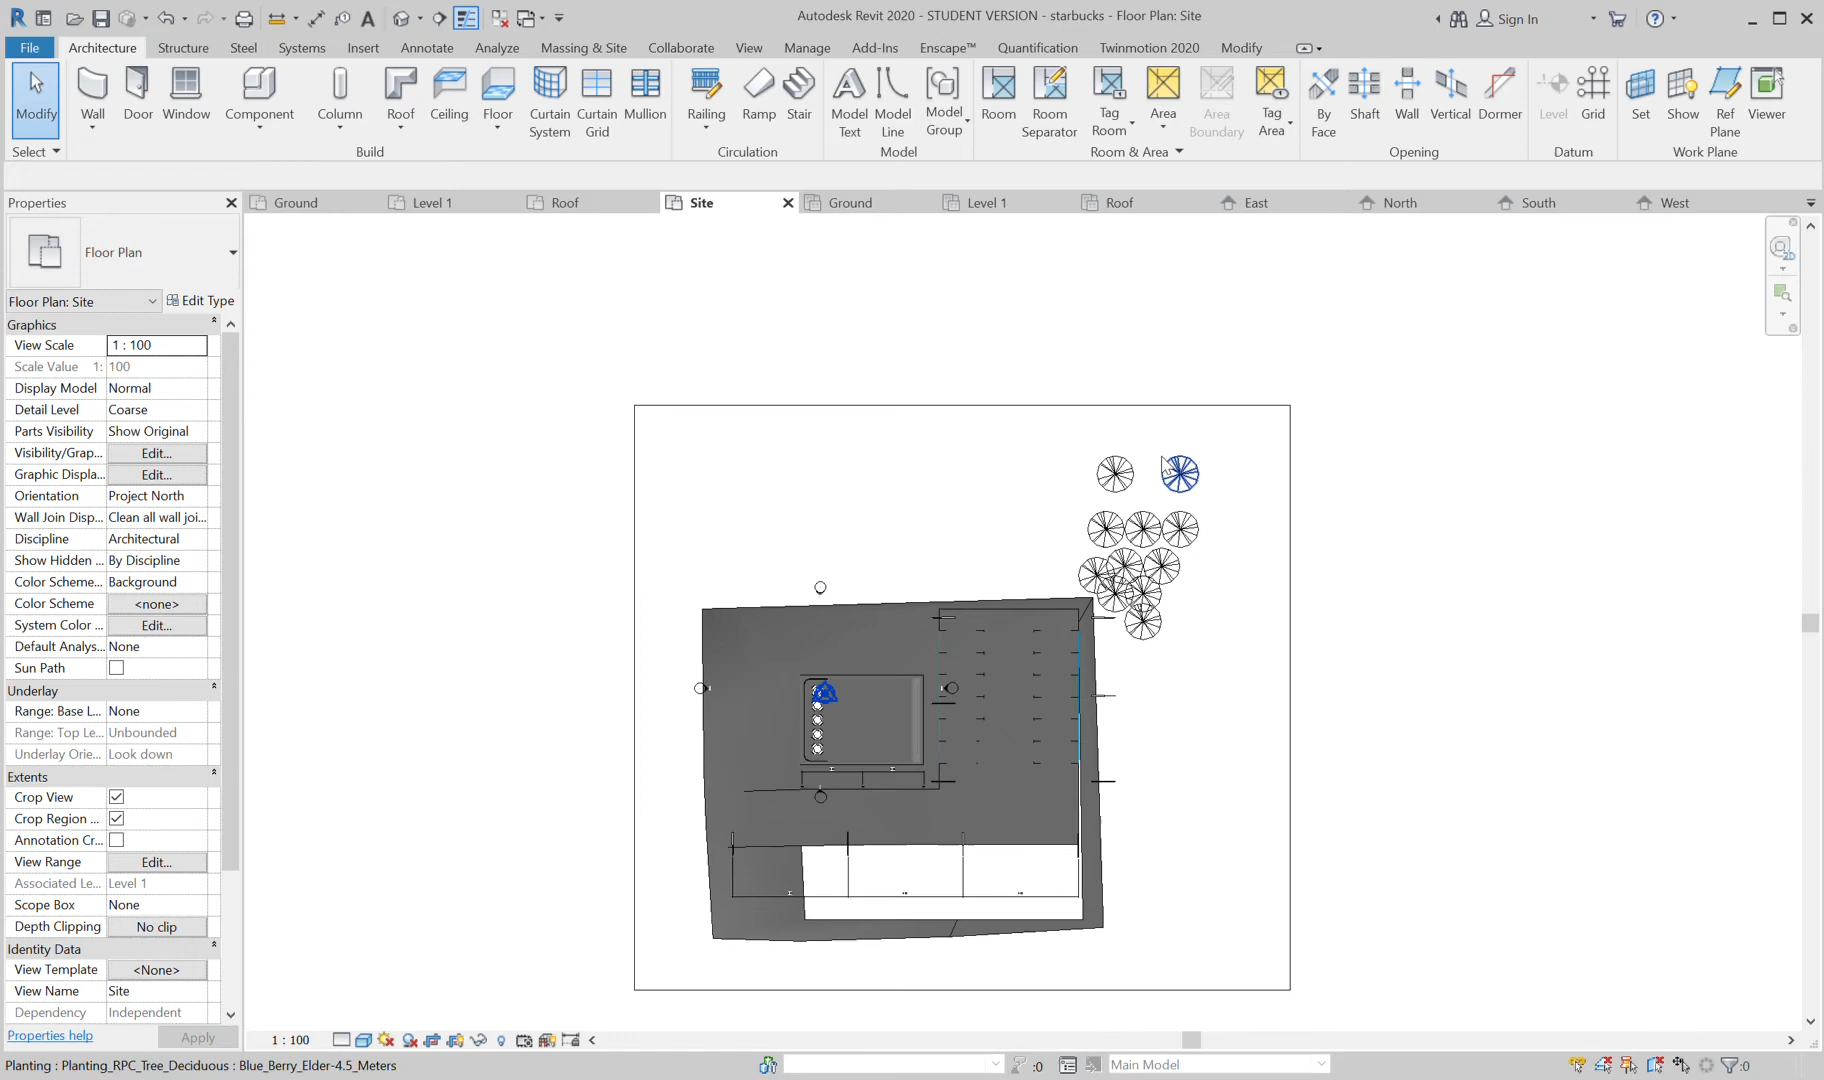 Autodesk Revit 2020 - STUDENT VERSION - starbucks - Floor Plan: Site
Sign In
File Architecture Structure Steel Systems Insert Annotate Analyze Massing & Site Collaborate View Manage Add-Ins Enscape™ Quantification Twinmotion 2020 Modify
Modify Wall Door Window Component Column Roof Ceiling Floor Curtain System Curtain Grid Mullion Railing Ramp Stair Model Text Model Line Model Group Room Room Separator Tag Room Area Area Boundary Tag Area By Face Shaft Wall Vertical Dormer Level Grid Set Show Ref Plane Viewer
Select Build Circulation Model Room & Area Opening Datum Work Plane
Properties
Ground Level 1 Roof Site Ground Level 1 Roof East North South West
2D
Floor Plan
Floor Plan: Site Edit Type
Graphics
View Scale 1 : 100
Scale Value 1: 100
Display Model Normal
Detail Level Coarse
Parts Visibility Show Original
Visibility/Grap... Edit...
Graphic Displa... Edit...
Orientation Project North
Wall Join Disp... Clean all wall joi...
Discipline Architectural
Show Hidden ... By Discipline
Color Scheme... Background
Color Scheme <none>
System Color ... Edit...
Default Analys... None
Sun Path
Underlay
Range: Base L... None
Range: Top Le... Unbounded
Underlay Orie... Look down
Extents
Crop View
Crop Region ...
Annotation Cr...
View Range Edit...
Associated Le... Level 1
Scope Box None
Depth Clipping No clip
Identity Data
View Template <None>
View Name Site
Dependency Independent
Properties help Apply
1 : 100
Planting : Planting_RPC_Tree_Deciduous : Blue_Berry_Elder-4.5_Meters
:0
Main Model
:0